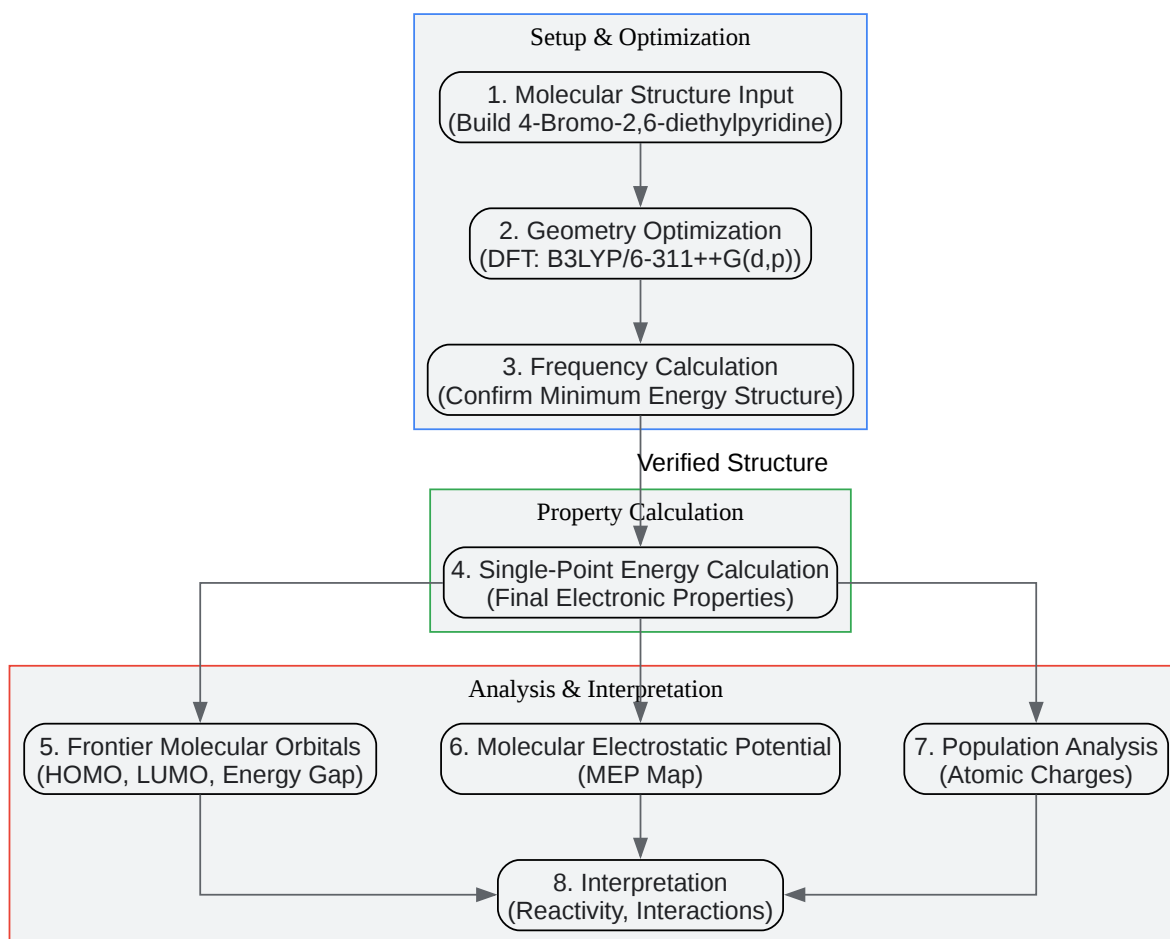 Setup & Optimization
1. Molecular Structure Input
(Build 4-Bromo-2,6-diethylpyridine)
2. Geometry Optimization
(DFT: B3LYP/6-311++G(d,p))
3. Frequency Calculation
(Confirm Minimum Energy Structure)
Verified Structure
Property Calculation
4. Single-Point Energy Calculation
(Final Electronic Properties)
Analysis & Interpretation
5. Frontier Molecular Orbitals
(HOMO, LUMO, Energy Gap)
6. Molecular Electrostatic Potential
(MEP Map)
7. Population Analysis
(Atomic Charges)
8. Interpretation
(Reactivity, Interactions)